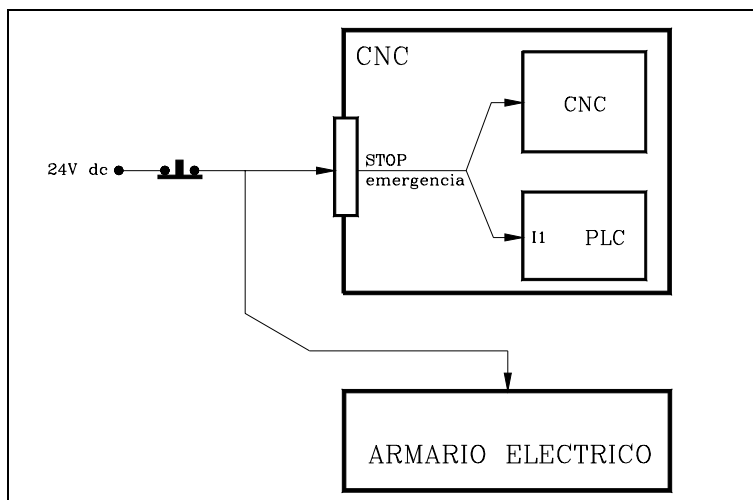 CNC
CNC
24V dc
STOP
emergencia
I1 PLC
ARMARIO ELECTRICO